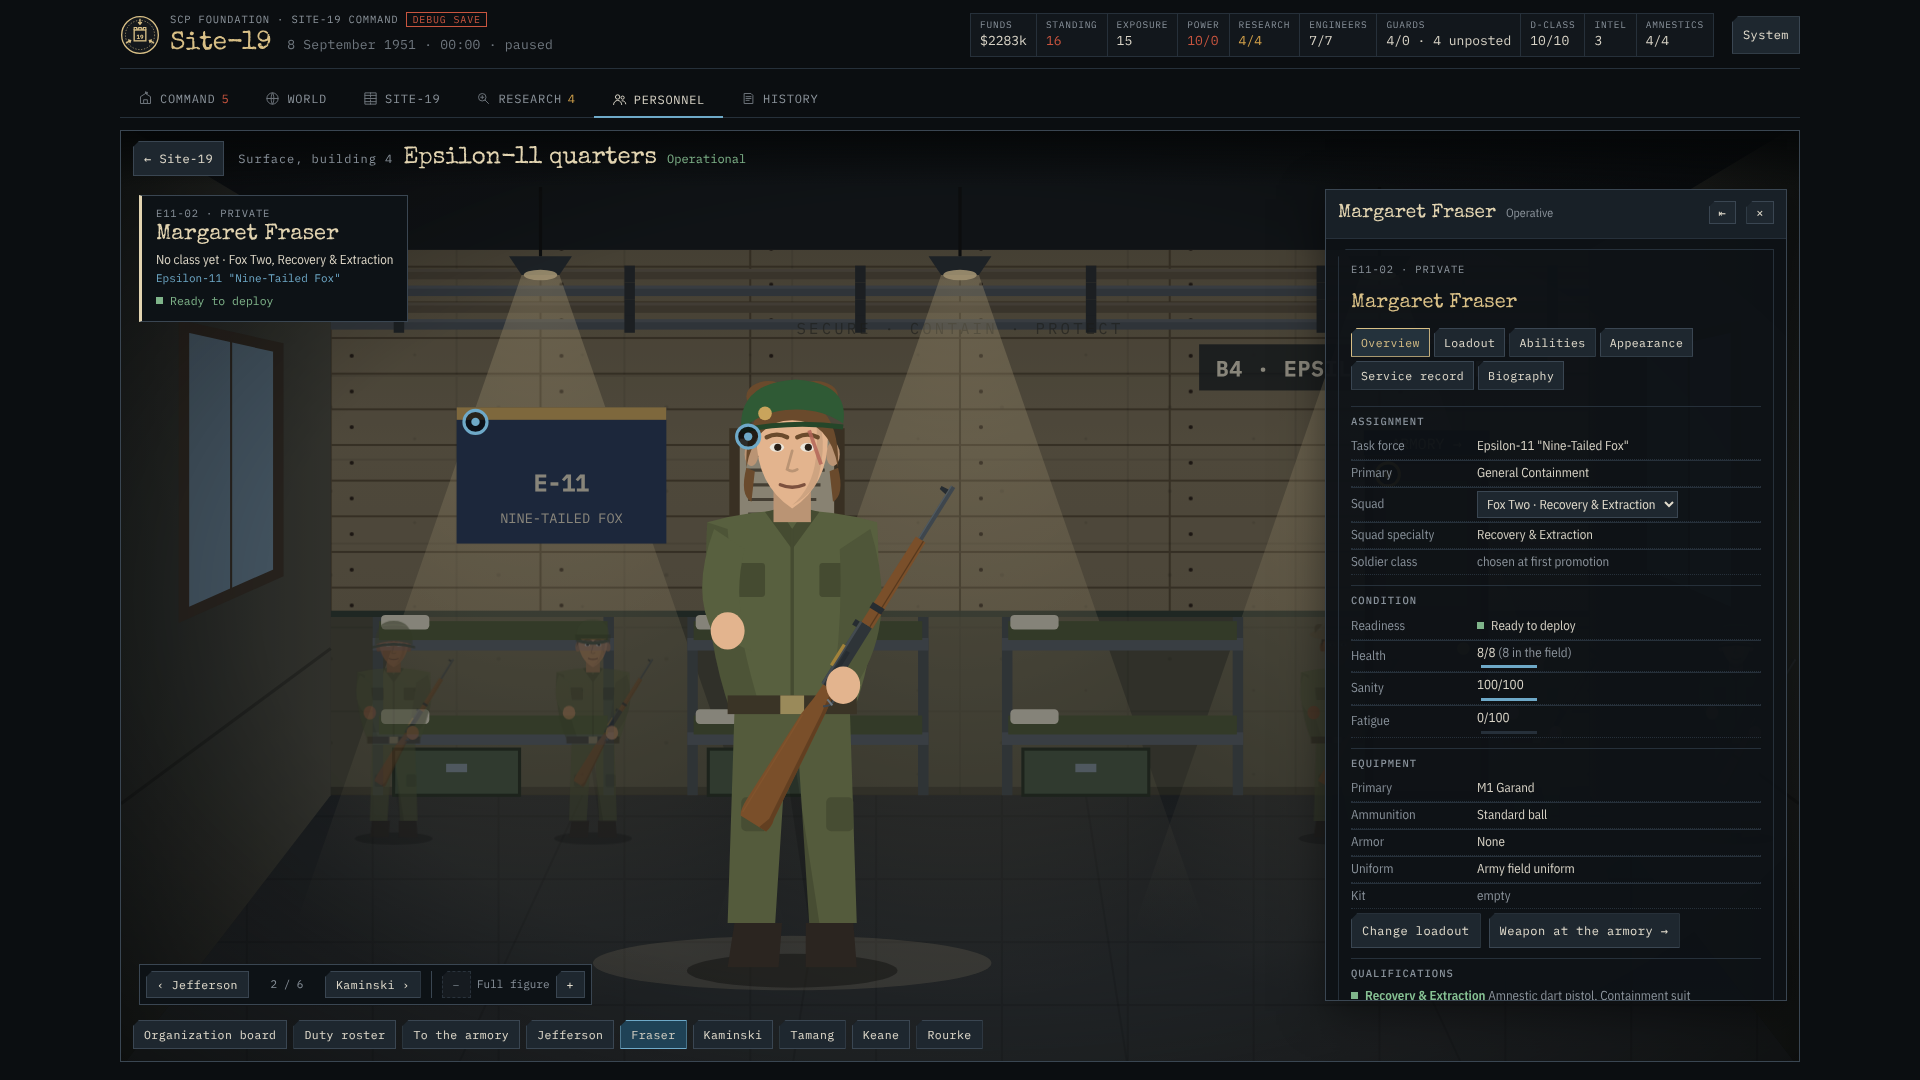 SCP FOUNDATION · SITE-19 COMMAND DEBUG SAVE
Site-19 8 September 1951 · 00:00 · paused
FUNDS STANDING EXPOSURE POWER RESEARCH ENGINEERS GUARDS D-CLASS INTEL AMNESTICS
$2283k 16 15 10/0 4/4 7/7 4/0 · 4 unposted 10/10 3 4/4
System
COMMAND 5 WORLD SITE-19 RESEARCH 4 PERSONNEL HISTORY
← Site-19 Surface, building 4 Epsilon-11 quarters Operational
E11-02 · PRIVATE
Margaret Fraser
No class yet · Fox Two, Recovery & Extraction
Epsilon-11 "Nine-Tailed Fox"
Ready to deploy
SECURE · CONTAIN · PROTECT
B4 · EPS
E-11
NINE-TAILED FOX
Margaret Fraser Operative ⇤ ×
E11-02 · PRIVATE
Margaret Fraser
Overview Loadout Abilities Appearance
Service record Biography
ASSIGNMENT
Task force Epsilon-11 "Nine-Tailed Fox"
Primary General Containment
Squad Fox Two · Recovery & Extraction
Squad specialty Recovery & Extraction
Soldier class chosen at first promotion
CONDITION
Readiness Ready to deploy
Health 8/8 (8 in the field)
Sanity 100/100
Fatigue 0/100
EQUIPMENT
Primary M1 Garand
Ammunition Standard ball
Armor None
Uniform Army field uniform
Kit empty
Change loadout Weapon at the armory →
QUALIFICATIONS
Recovery & Extraction Amnestic dart pistol, Containment suit
‹ Jefferson 2 / 6 Kaminski › − Full figure +
Organization board Duty roster To the armory Jefferson Fraser Kaminski Tamang Keane Rourke